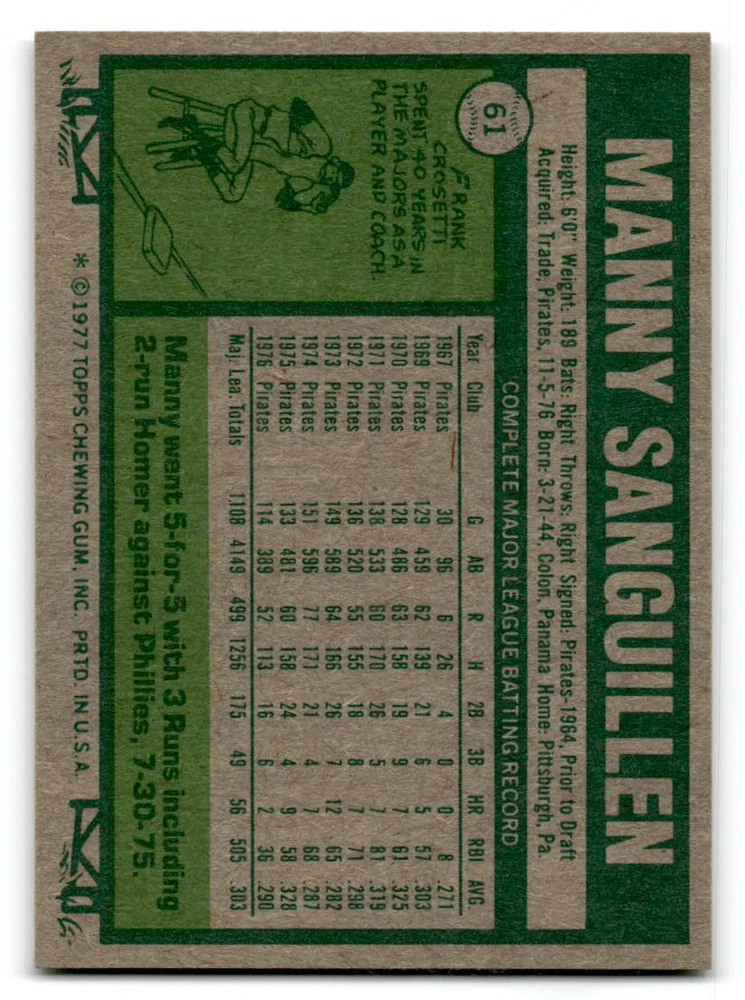 MANNY SANGUILLEN
61
Height: 6'0" Weight: 189 Bats: Right Throws: Right Signed: Pirates-1964, Prior to Draft
Acquired: Trade, Pirates, 11-5-76 Born: 3-21-44, Colon, Panama Home: Pittsburgh, Pa.
COMPLETE MAJOR LEAGUE BATTING RECORD
Year Club G AB R H 2B 3B HR RBI AVG.
1967 Pirates 30 96 6 26 4 0 0 8 .271
1969 Pirates 129 459 62 139 21 6 5 57 .303
1970 Pirates 128 486 63 158 19 9 7 61 .325
1971 Pirates 138 533 60 170 26 5 7 81 .319
1972 Pirates 136 520 55 155 18 8 7 71 .298
1973 Pirates 149 589 64 166 26 7 12 65 .282
1974 Pirates 151 596 77 171 21 4 7 68 .287
1975 Pirates 133 481 60 158 24 4 9 58 .328
1976 Pirates 114 389 52 113 16 6 2 36 .290
Maj. Lea. Totals 1108 4149 499 1256 175 49 56 505 .303
FRANK
CROSETTI
SPENT 40 YEARS IN
THE MAJORS AS A
PLAYER AND COACH.
Manny went 5-for-5 with 3 Runs including
2-run Homer against Phillies, 7-30-75.
* © 1977 TOPPS CHEWING GUM, INC. PRTD. IN U.S.A.